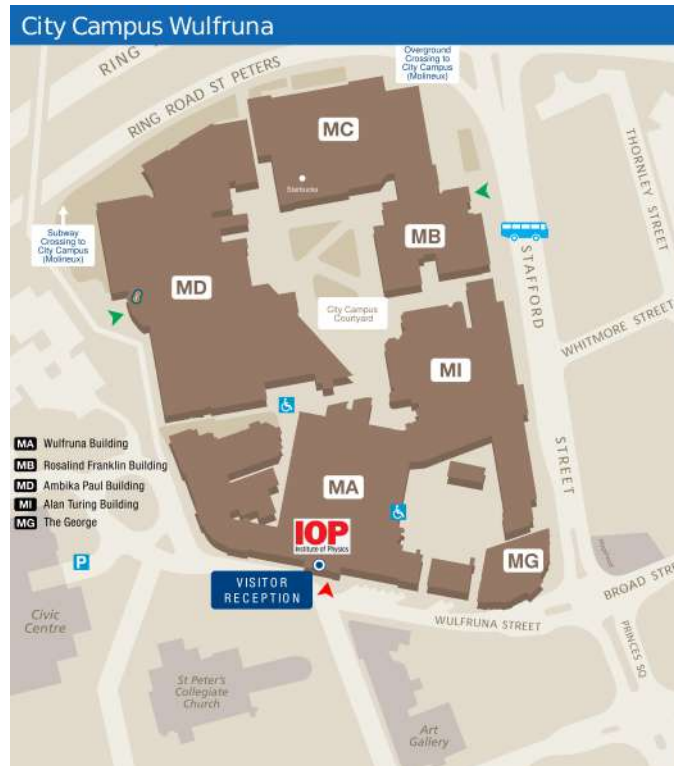 City Campus Wulfruna
RING
RING ROAD ST PETERS
Overground
Crossing to
City Campus
(Molineux)
MC
Starbucks
THORNLEY STREET
Subway
Crossing to
City Campus
(Molineux)
MB
STAFFORD
STREET
WHITMORE STREET
MD
City Campus
Courtyard
MI
MA Wulfruna Building
MB Rosalind Franklin Building
MD Ambika Paul Building
MI Alan Turing Building
MG The George
MA
IOP
Institute of Physics
P
VISITOR
RECEPTION
MG
BROAD STRE
WULFRUNA STREET
PRINCES SQ
Civic
Centre
St Peter's
Collegiate
Church
Art
Gallery